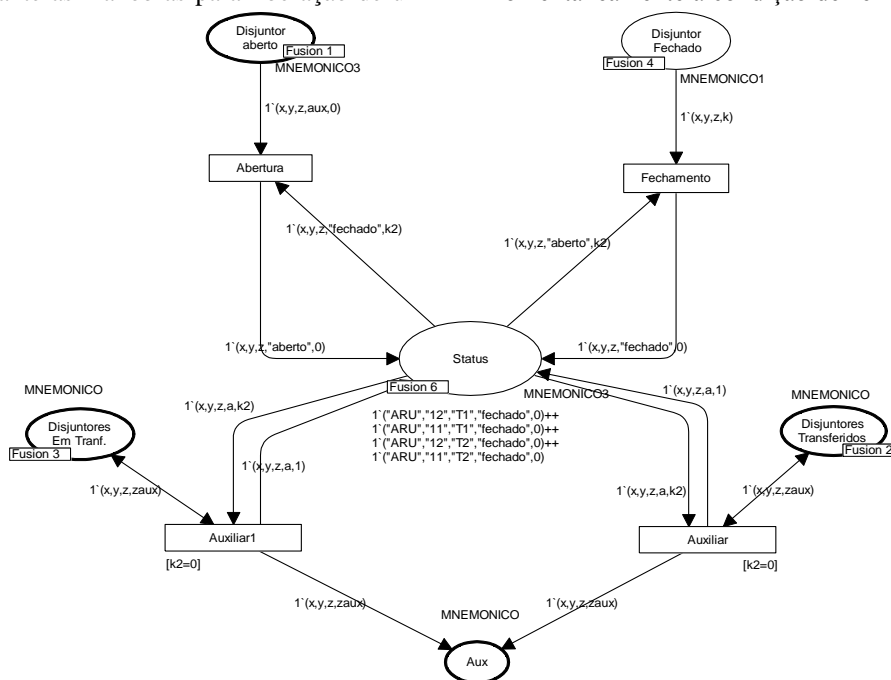 Disjuntor
aberto
Fusion 1
MNEMONICO3
Disjuntor
Fechado
Fusion 4
MNEMONICO1
1`(x,y,z,aux,0)
1`(x,y,z,k)
Abertura
Fechamento
1`(x,y,z,"fechado",k2)
1`(x,y,z,"aberto",k2)
1`(x,y,z,"aberto",0)
Status
1`(x,y,z,"fechado",0)
Fusion 6
MNEMONICO3
1`("ARU","12","T1","fechado",0)++
1`("ARU","11","T1","fechado",0)++
1`("ARU","12","T2","fechado",0)++
1`("ARU","11","T2","fechado",0)
MNEMONICO
Disjuntores
Em Tranf.
Fusion 3
1`(x,y,z,a,k2)
1`(x,y,z,a,1)
1`(x,y,z,a,1)
MNEMONICO
Disjuntores
Transferidos
Fusion 2
1`(x,y,z,zaux)
1`(x,y,z,a,k2)
1`(x,y,z,zaux)
Auxiliar1
[k2=0]
Auxiliar
[k2=0]
1`(x,y,z,zaux)
1`(x,y,z,zaux)
MNEMONICO
Aux